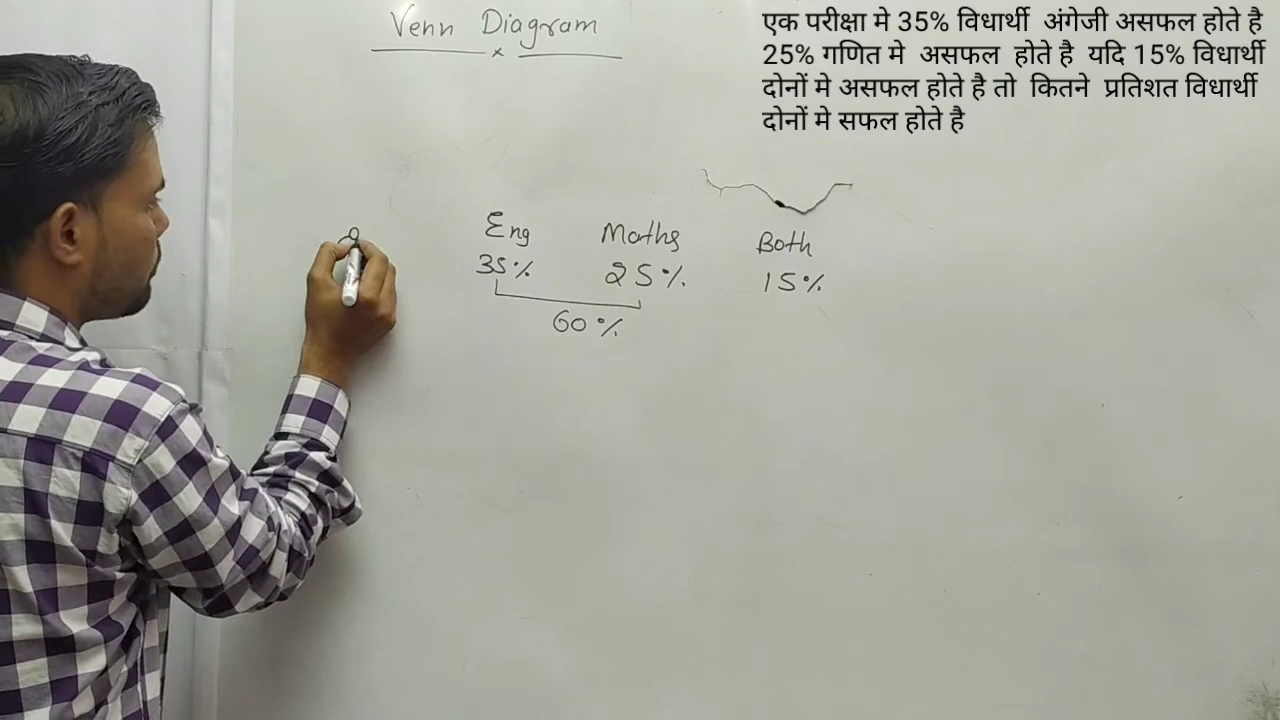 Venn Diagram
x
एक परीक्षा मे 35% विधार्थी अंगेजी असफल होते है
25% गणित मे असफल होते है यदि 15% विधार्थी
दोनों मे असफल होते है तो कितने प्रतिशत विधार्थी
दोनों मे सफल होते है
Eng Maths Both
35% 25% 15%
60%